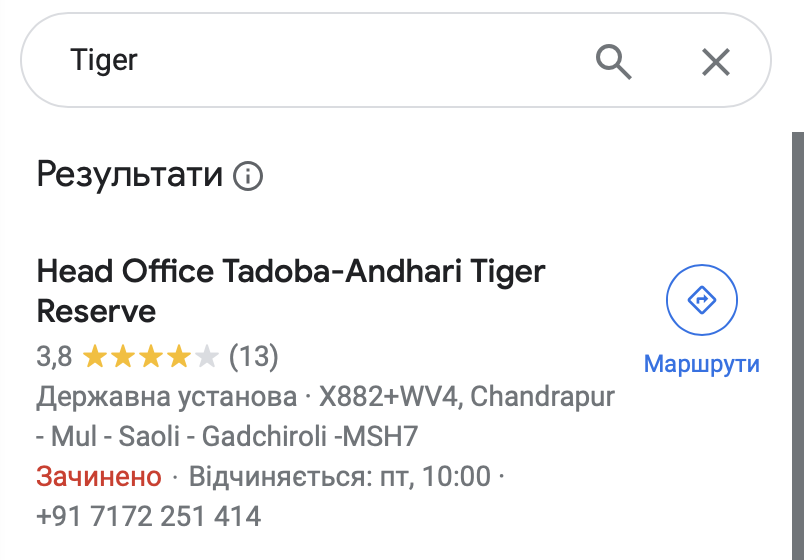 Tiger
Результати
Head Office Tadoba-Andhari Tiger
Reserve
3,8 (13)
Державна установа · X882+WV4, Chandrapur
- Mul - Saoli - Gadchiroli -MSH7
Зачинено · Відчиняється: пт, 10:00 ·
+91 7172 251 414
Маршрути